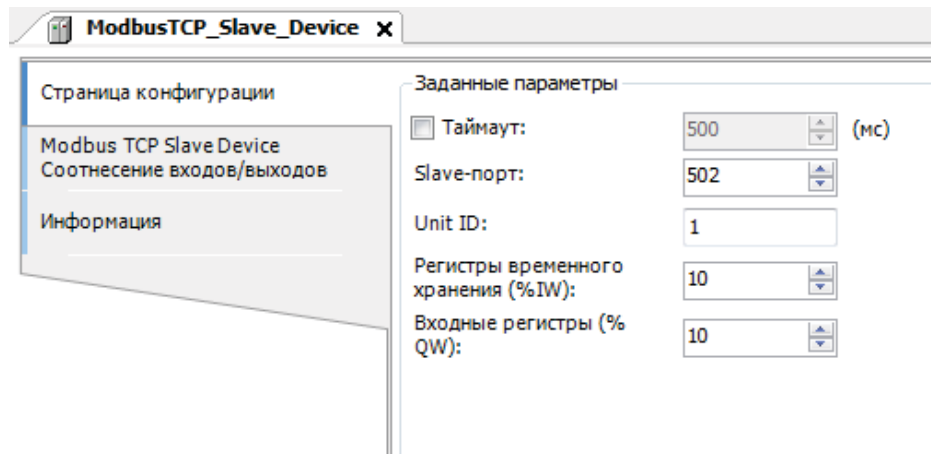 ModbusTCP_Slave_Device X
Страница конфигурации
Modbus TCP Slave Device
Соотнесение входов/выходов
Информация
Заданные параметры
Таймаут: 500 (мс)
Slave-порт: 502
Unit ID: 1
Регистры временного
хранения (%IW): 10
Входные регистры (%
QW): 10